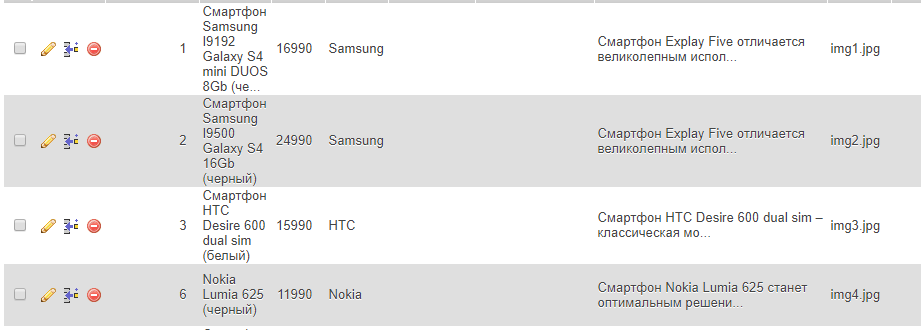 Смартфон
Samsung
I9192
Galaxy S4
mini DUOS
8Gb (че...
1
16990
Samsung
Смартфон Explay Five отличается
великолепным испол...
img1.jpg
Смартфон
Samsung
I9500
Galaxy S4
16Gb
(черный)
2
24990
Samsung
Смартфон Explay Five отличается
великолепным испол...
img2.jpg
Смартфон
HTC
Desire 600
dual sim
(белый)
3
15990
HTC
Смартфон HTC Desire 600 dual sim –
классическая мо...
img3.jpg
Nokia
Lumia 625
(черный)
6
11990
Nokia
Смартфон Nokia Lumia 625 станет
оптимальным решени...
img4.jpg